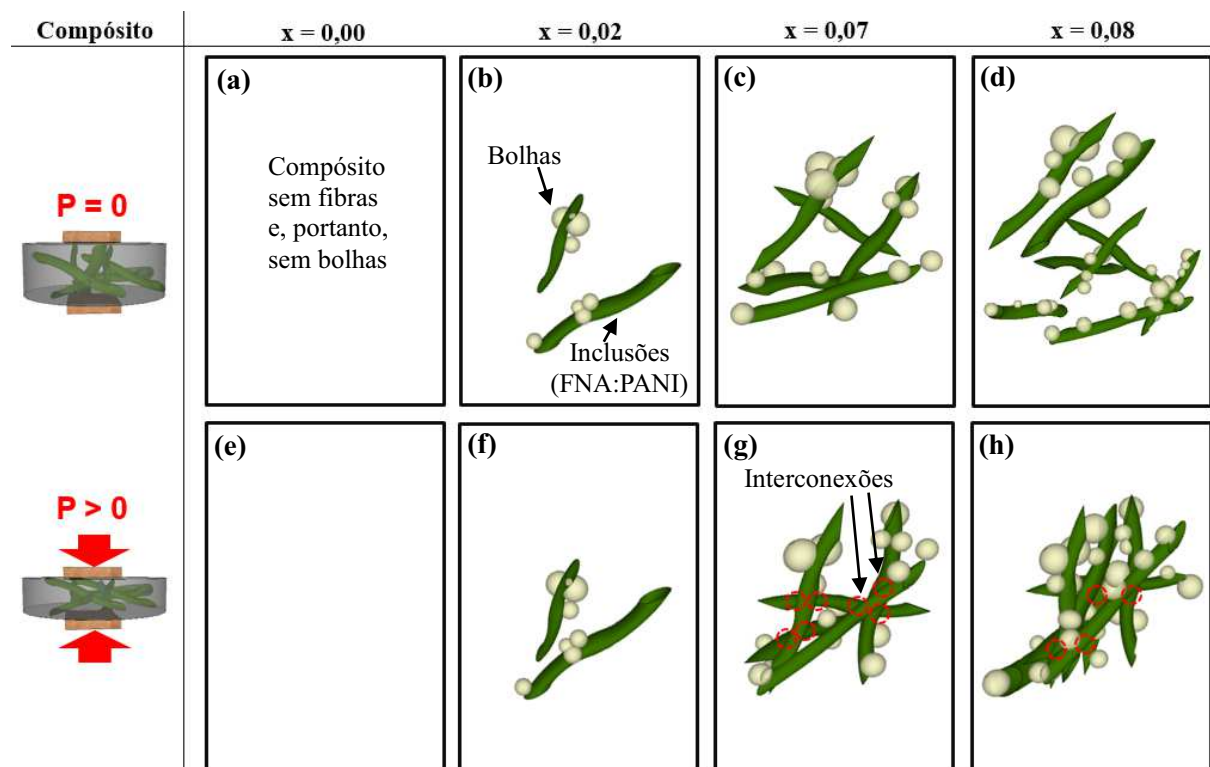 Compósito
x = 0,00
x = 0,02
x = 0,07
x = 0,08
P = 0
(a)
Compósito
sem fibras
e, portanto,
sem bolhas
(b)
Bolhas
Inclusões
(FNA:PANI)
(c)
(d)
P > 0
(e)
(f)
(g)
Interconexões
(h)